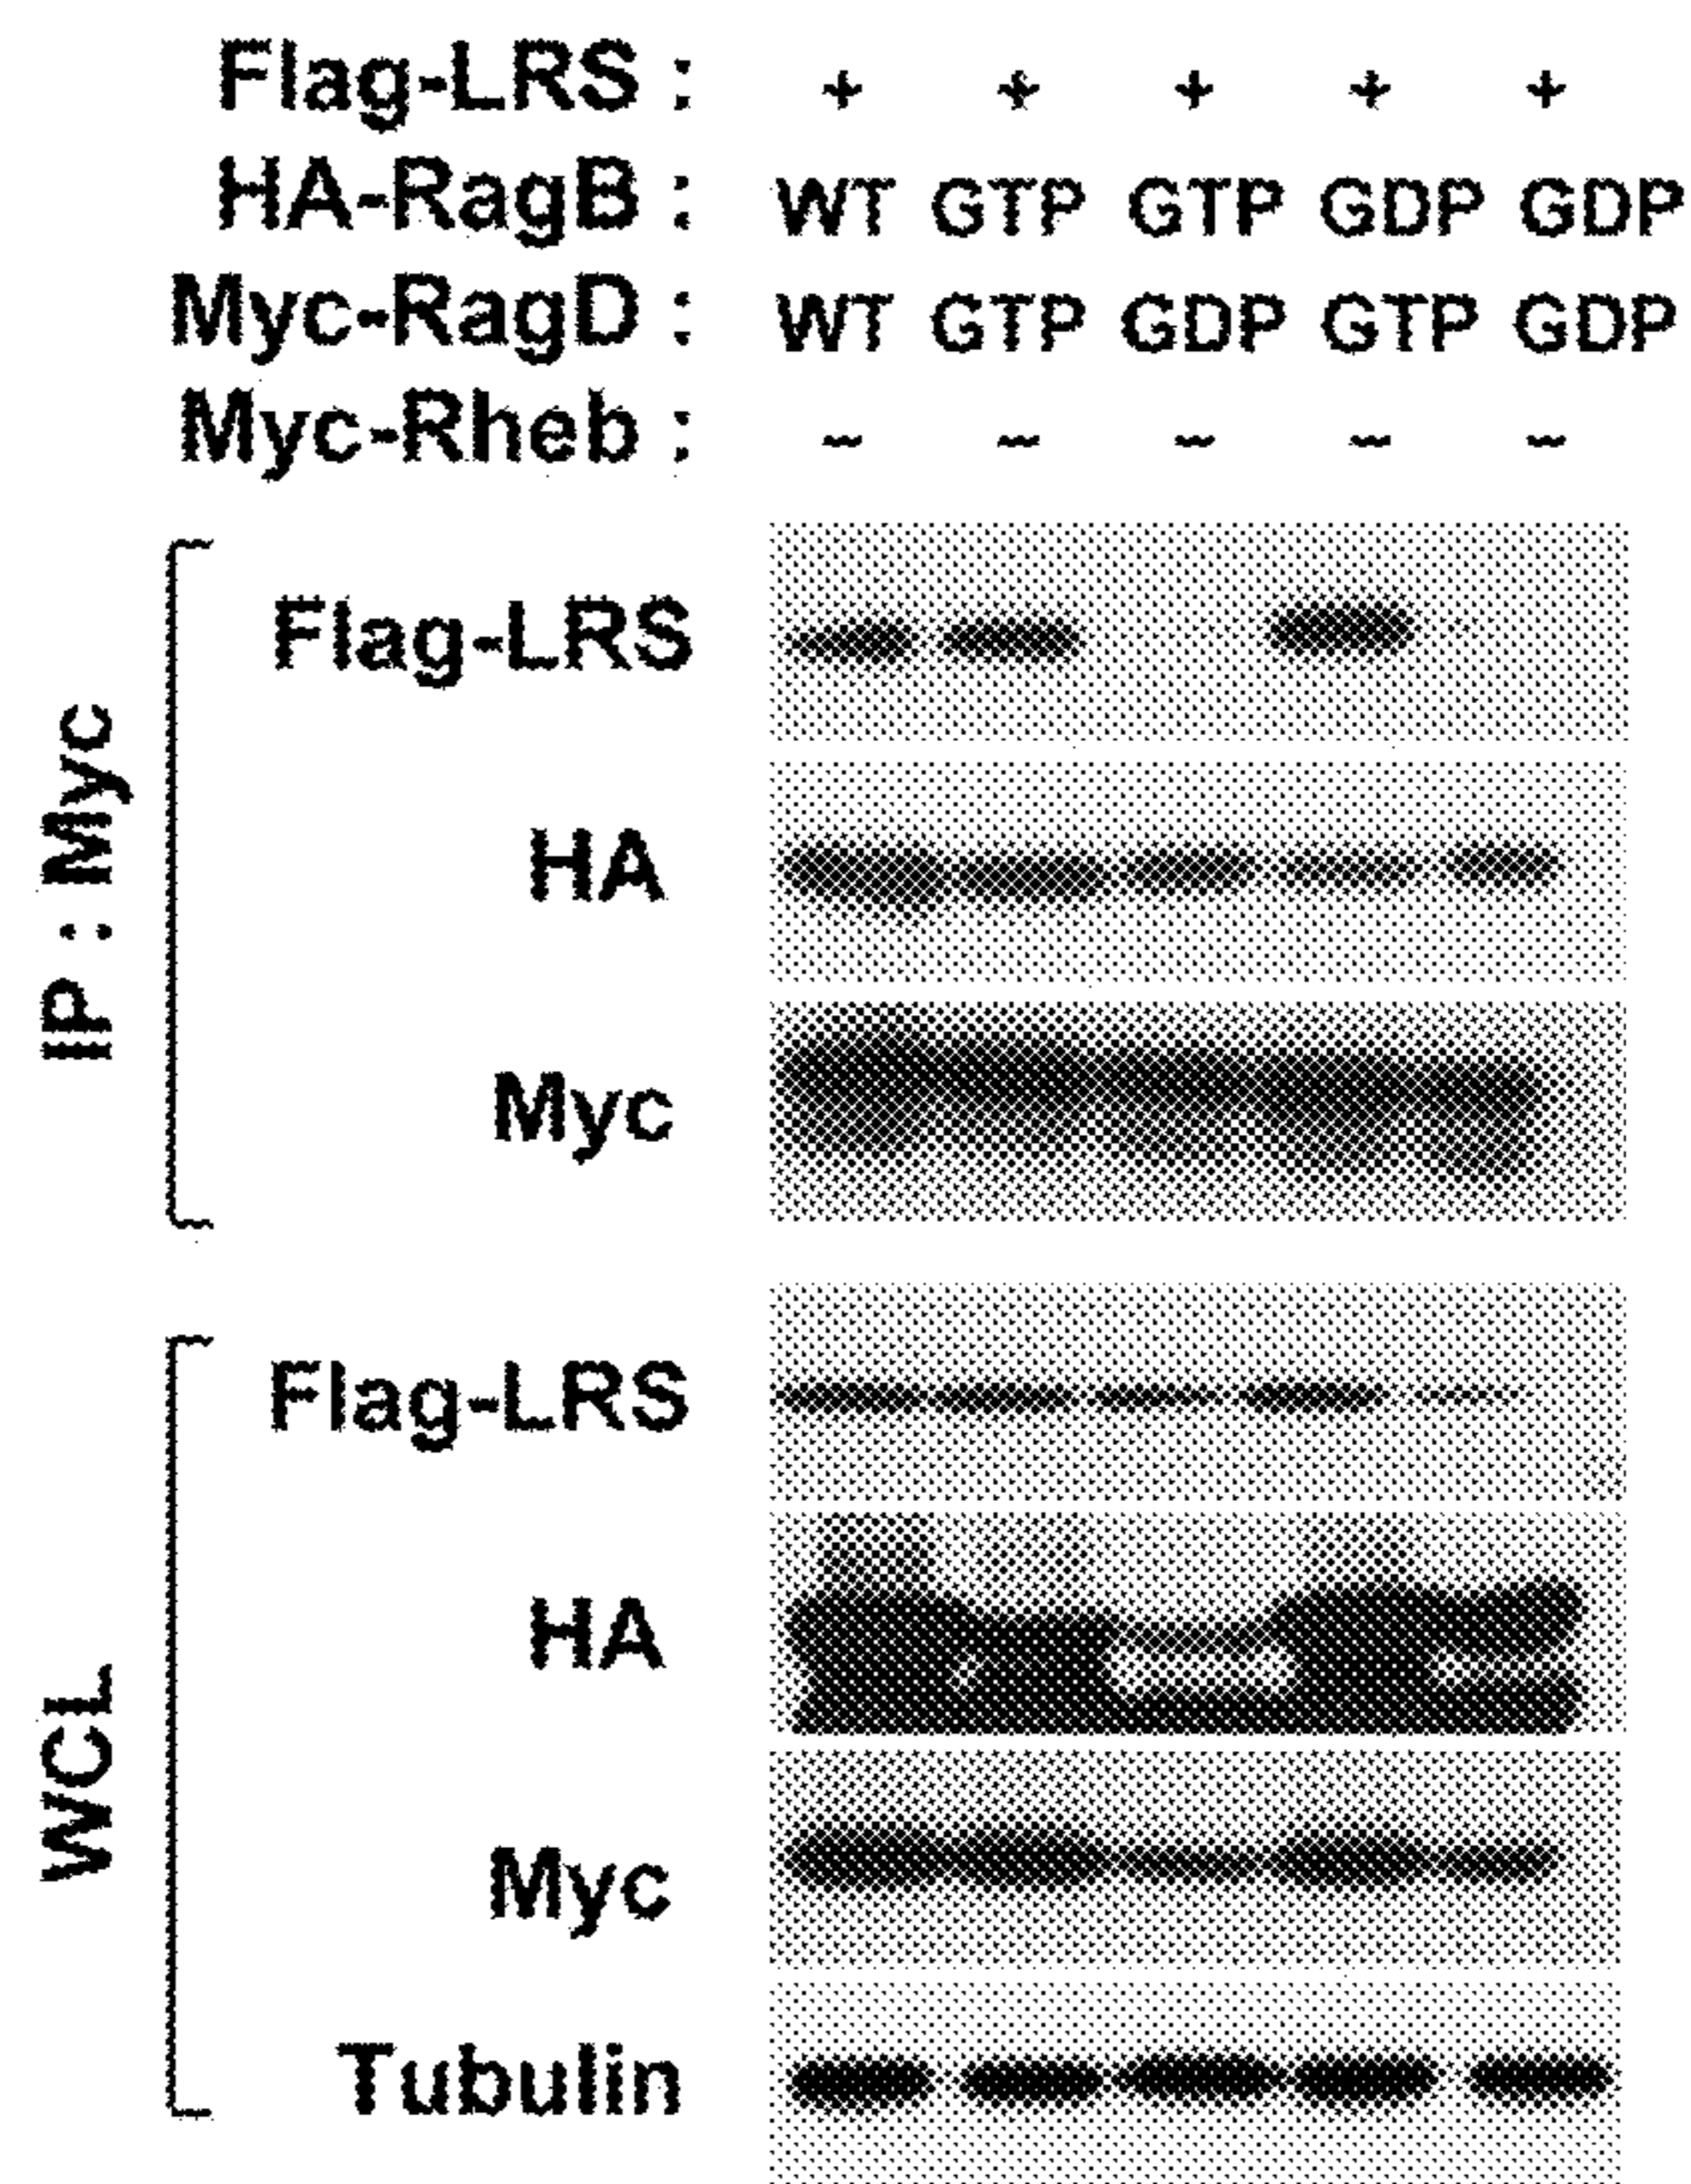 Flag-LRS : + + + + +
HA-RagB : WT GTP GTP GDP GDP
Myc-RagD : WT GTP GDP GTP GDP
Myc-Rheb : – – – – –
IP : Myc
Flag-LRS
HA
Myc
WCL
Flag-LRS
HA
Myc
Tubulin